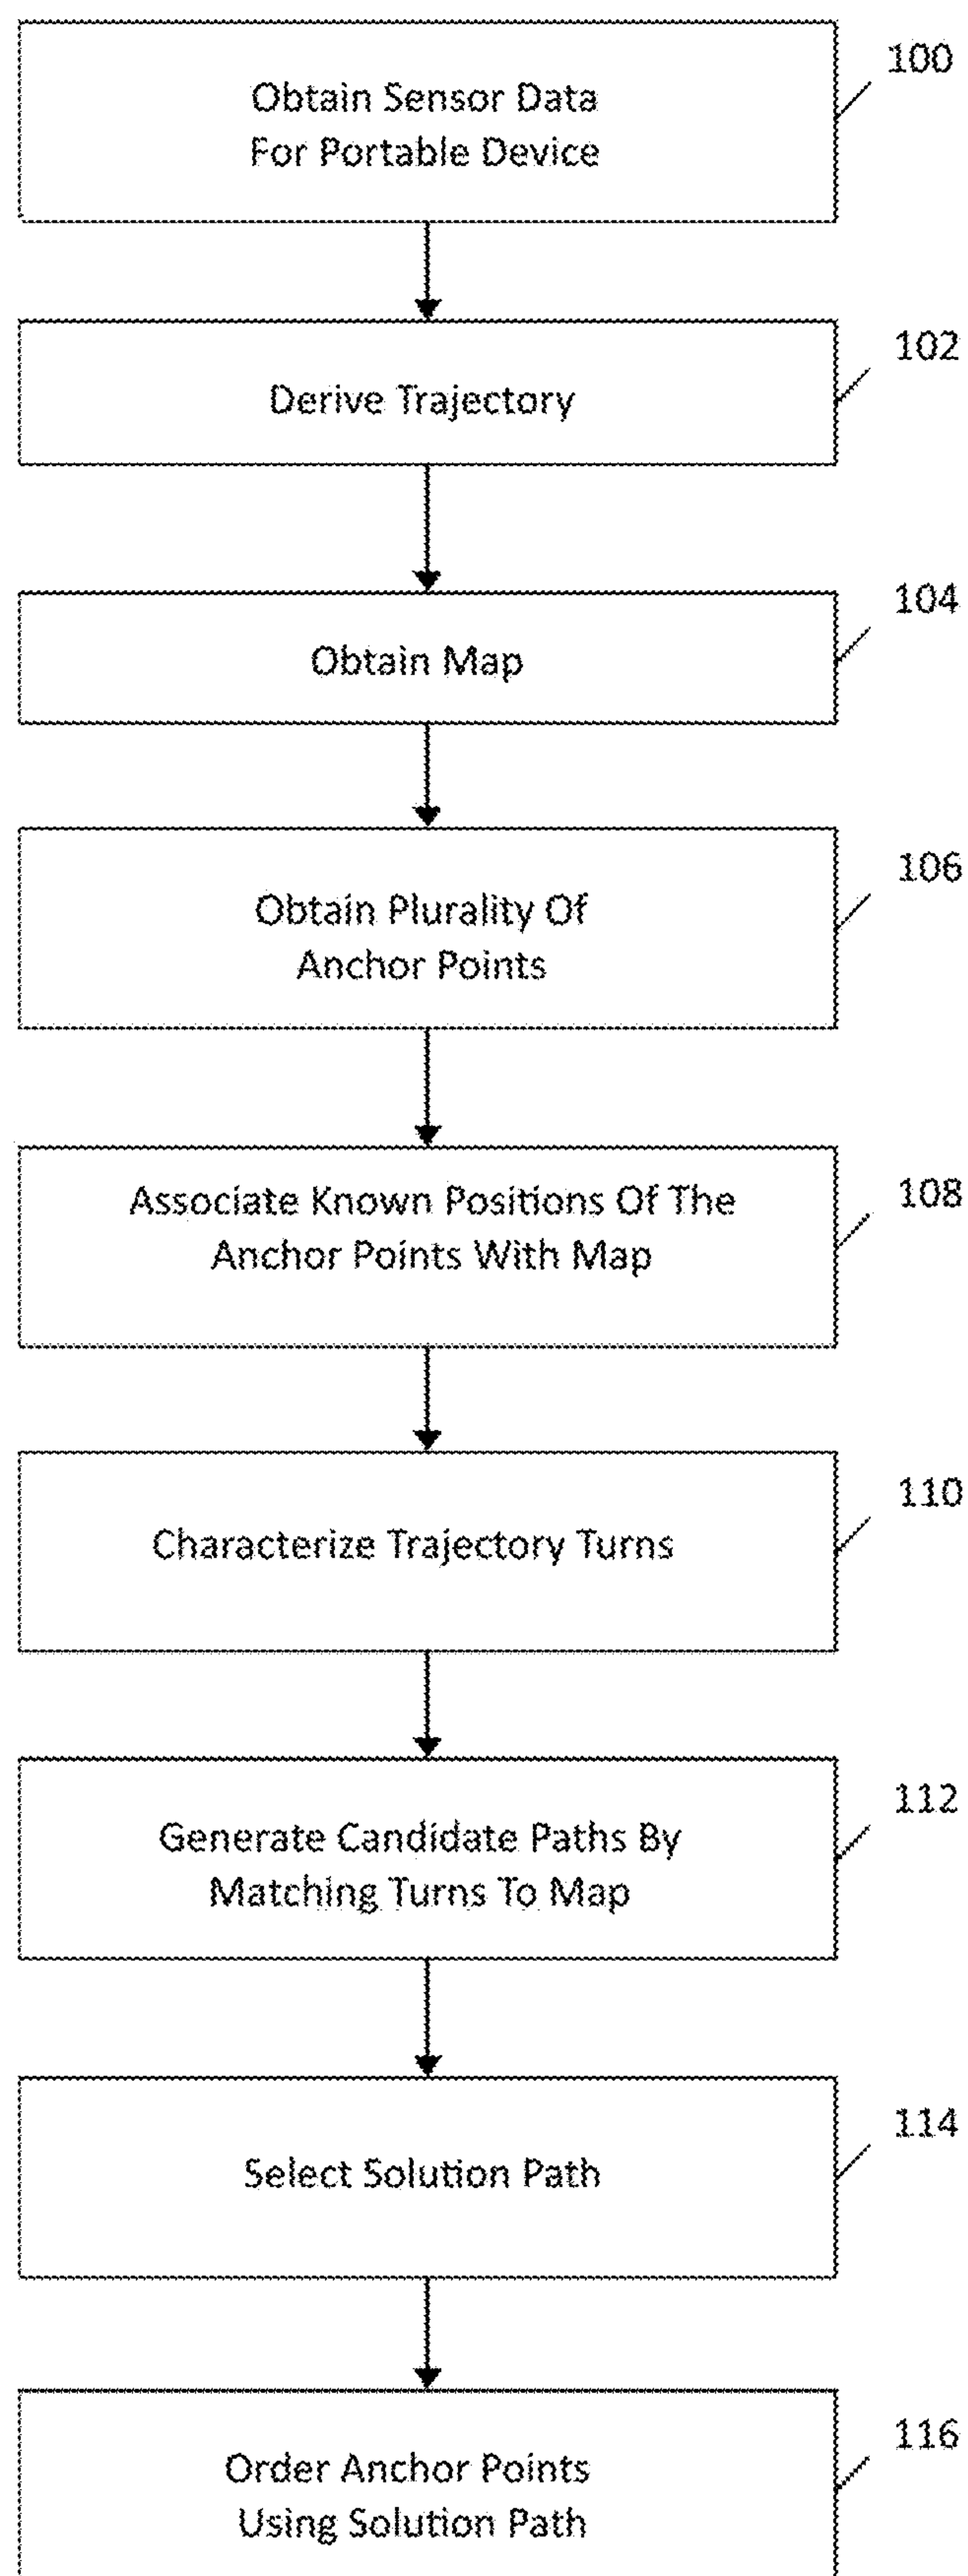 100
Obtain Sensor Data
For Portable Device
102
Derive Trajectory
104
Obtain Map
106
Obtain Plurality Of
Anchor Points
108
Associate Known Positions Of The
Anchor Points With Map
110
Characterize Trajectory Turns
112
Generate Candidate Paths By
Matching Turns To Map
114
Select Solution Path
116
Order Anchor Points
Using Solution Path